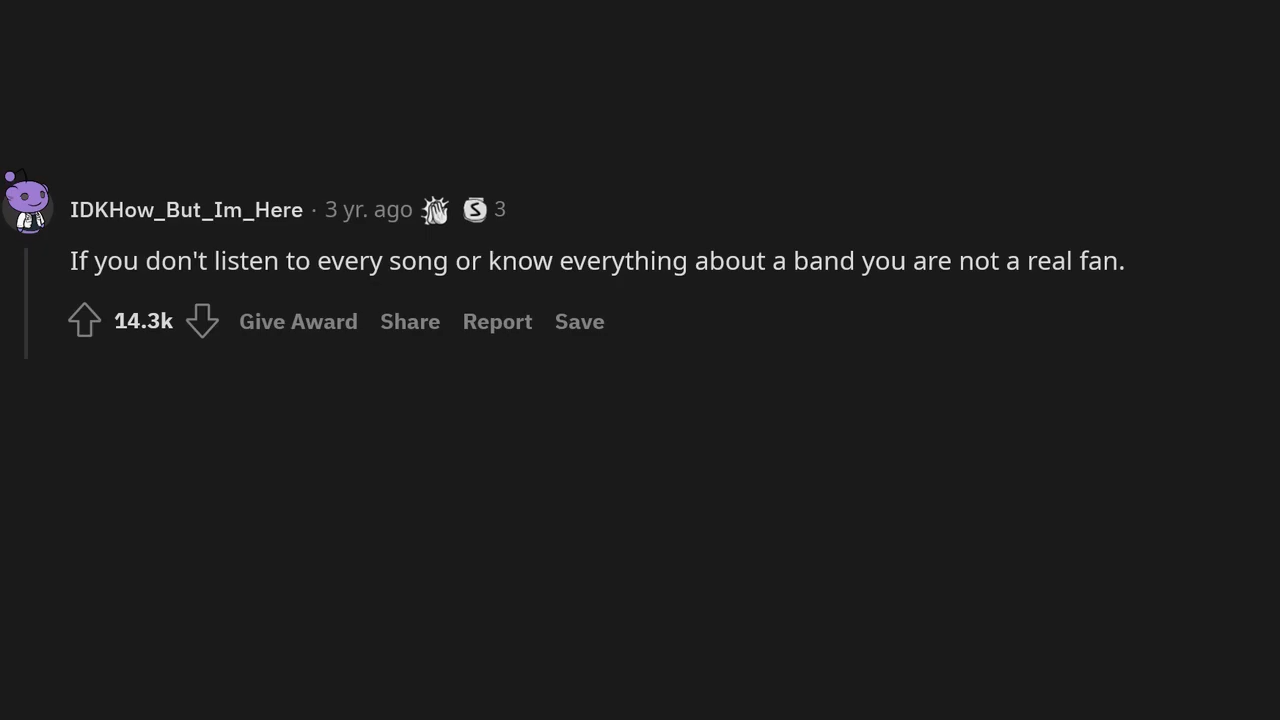 IDKHow_But_Im_Here · 3 yr. ago S 3
If you don't listen to every song or know everything about a band you are not a real fan.
14.3k Give Award Share Report Save